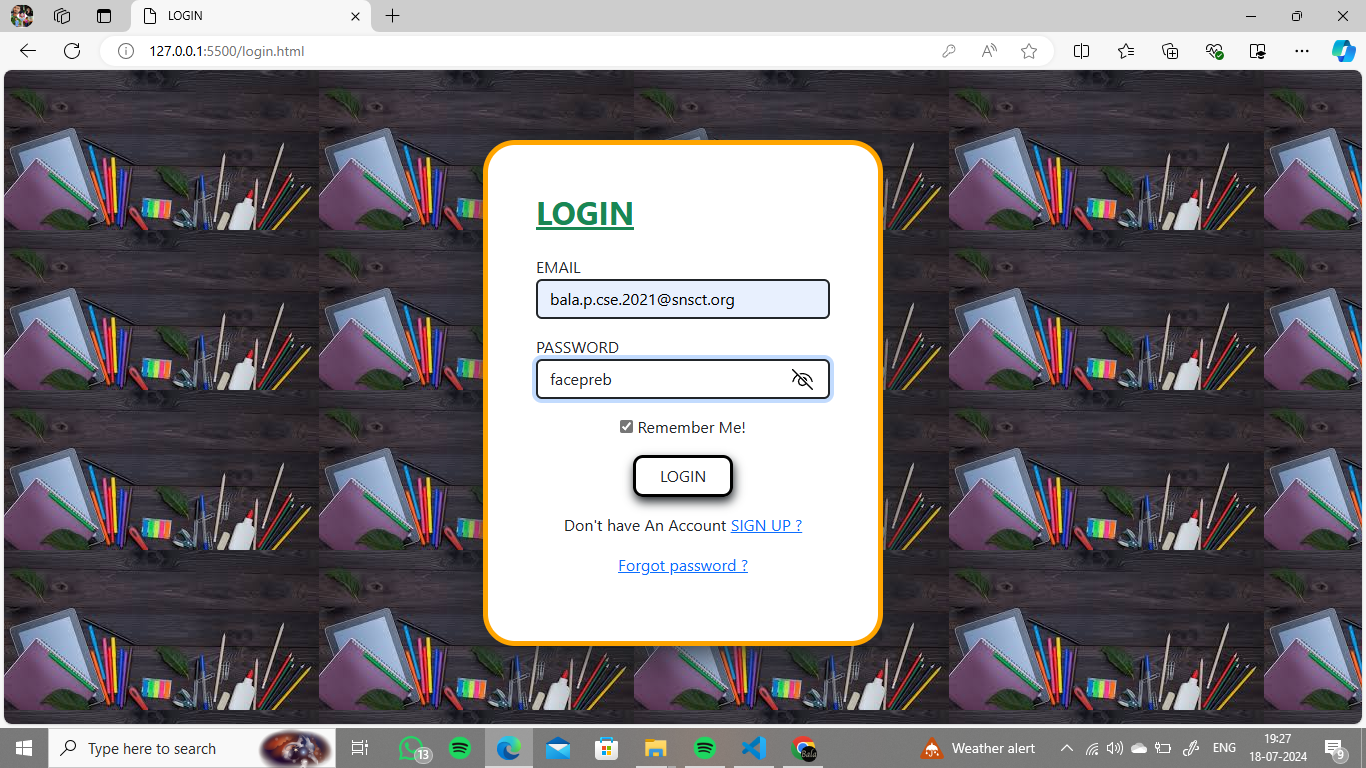 LOGIN
127.0.0.1:5500/login.html
LOGIN
EMAIL
bala.p.cse.2021@snsct.org
PASSWORD
facepreb
Remember Me!
LOGIN
Don't have An Account SIGN UP ?
Forgot password ?
Type here to search
13
Bala
Weather alert
ENG
19:27
18-07-2024
9